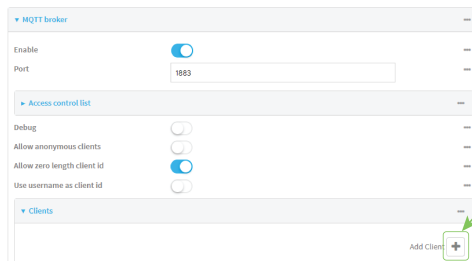 MQTT broker
Enable
Port
1883
Access control list
Debug
Allow anonymous clients
Allow zero length client id
Use username as client id
Clients
Add Client